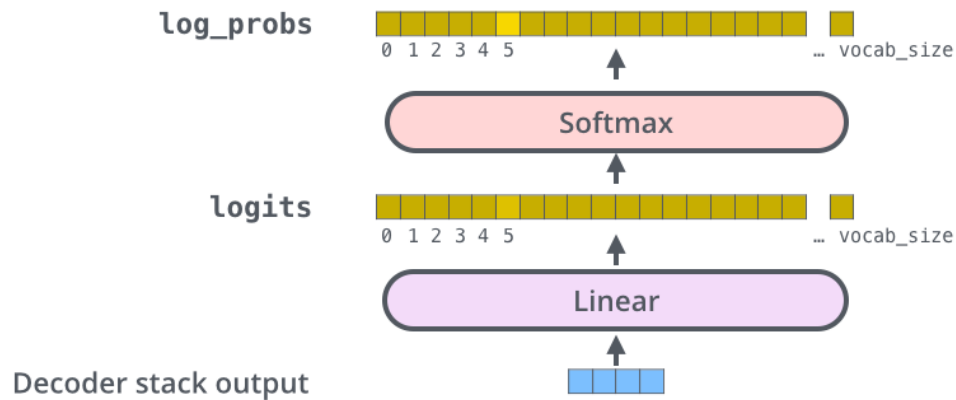 log_probs
0 1 2 3 4 5 … vocab_size
Softmax
logits
0 1 2 3 4 5 … vocab_size
Linear
Decoder stack output